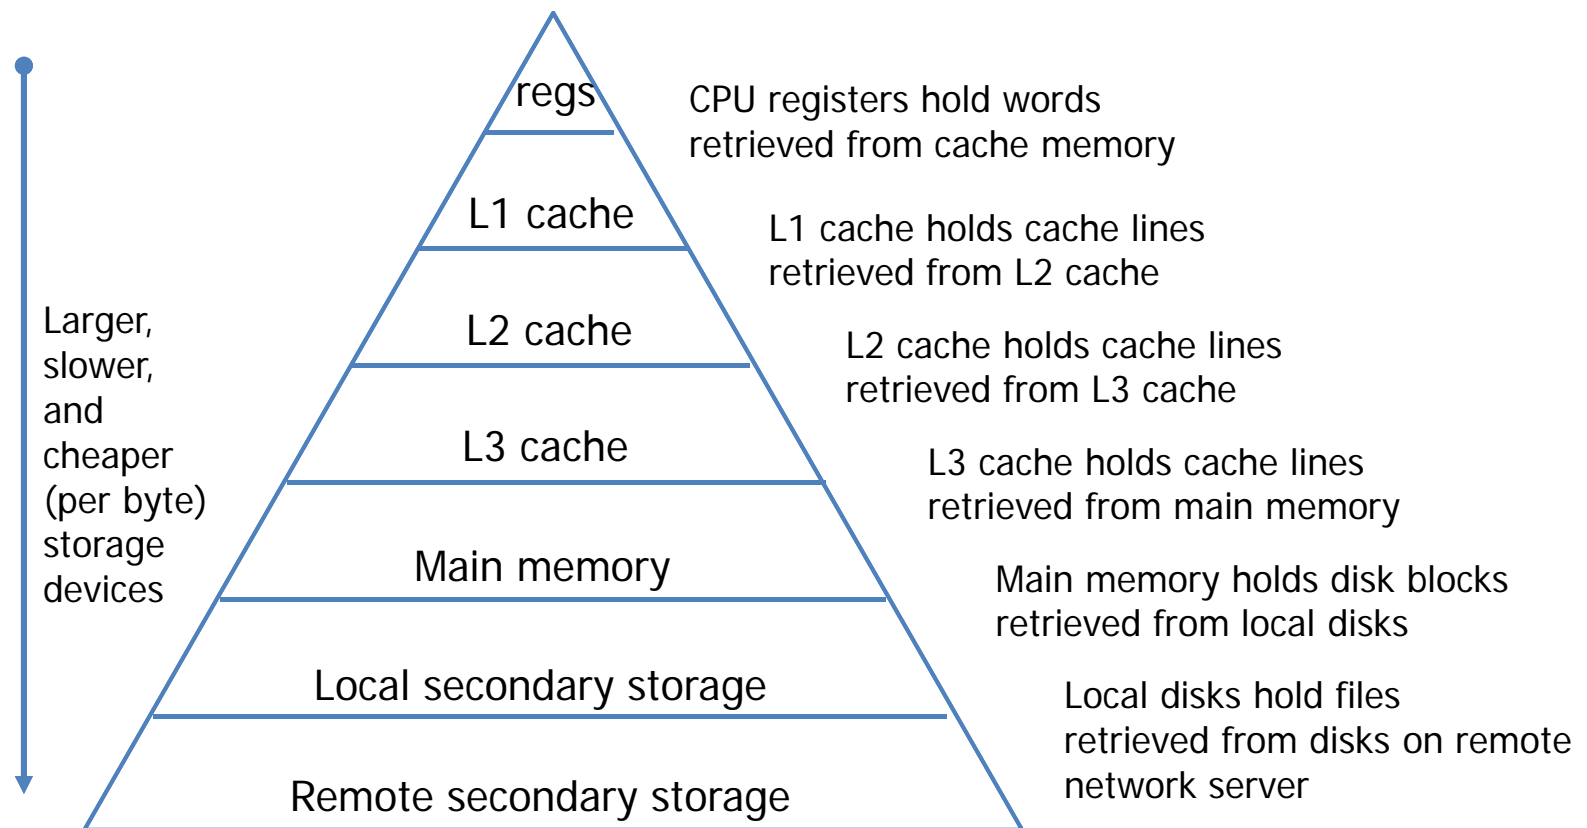 regs
CPU registers hold words
retrieved from cache memory
L1 cache
L1 cache holds cache lines
retrieved from L2 cache
L2 cache
L2 cache holds cache lines
retrieved from L3 cache
L3 cache
L3 cache holds cache lines
retrieved from main memory
Main memory
Main memory holds disk blocks
retrieved from local disks
Local secondary storage
Local disks hold files
retrieved from disks on remote
network server
Remote secondary storage
Larger,
slower,
and
cheaper
(per byte)
storage
devices